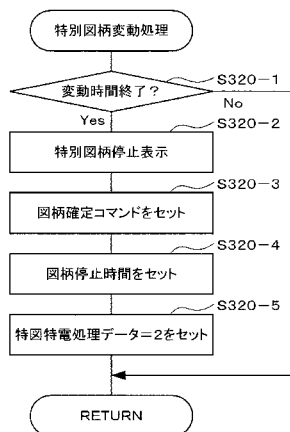 特別図柄変動処理
S320-1
変動時間終了?
No
Yes
S320-2
特別図柄停止表示
S320-3
図柄確定コマンドをセット
S320-4
図柄停止時間をセット
S320-5
特図特電処理データ=2をセット
RETURN